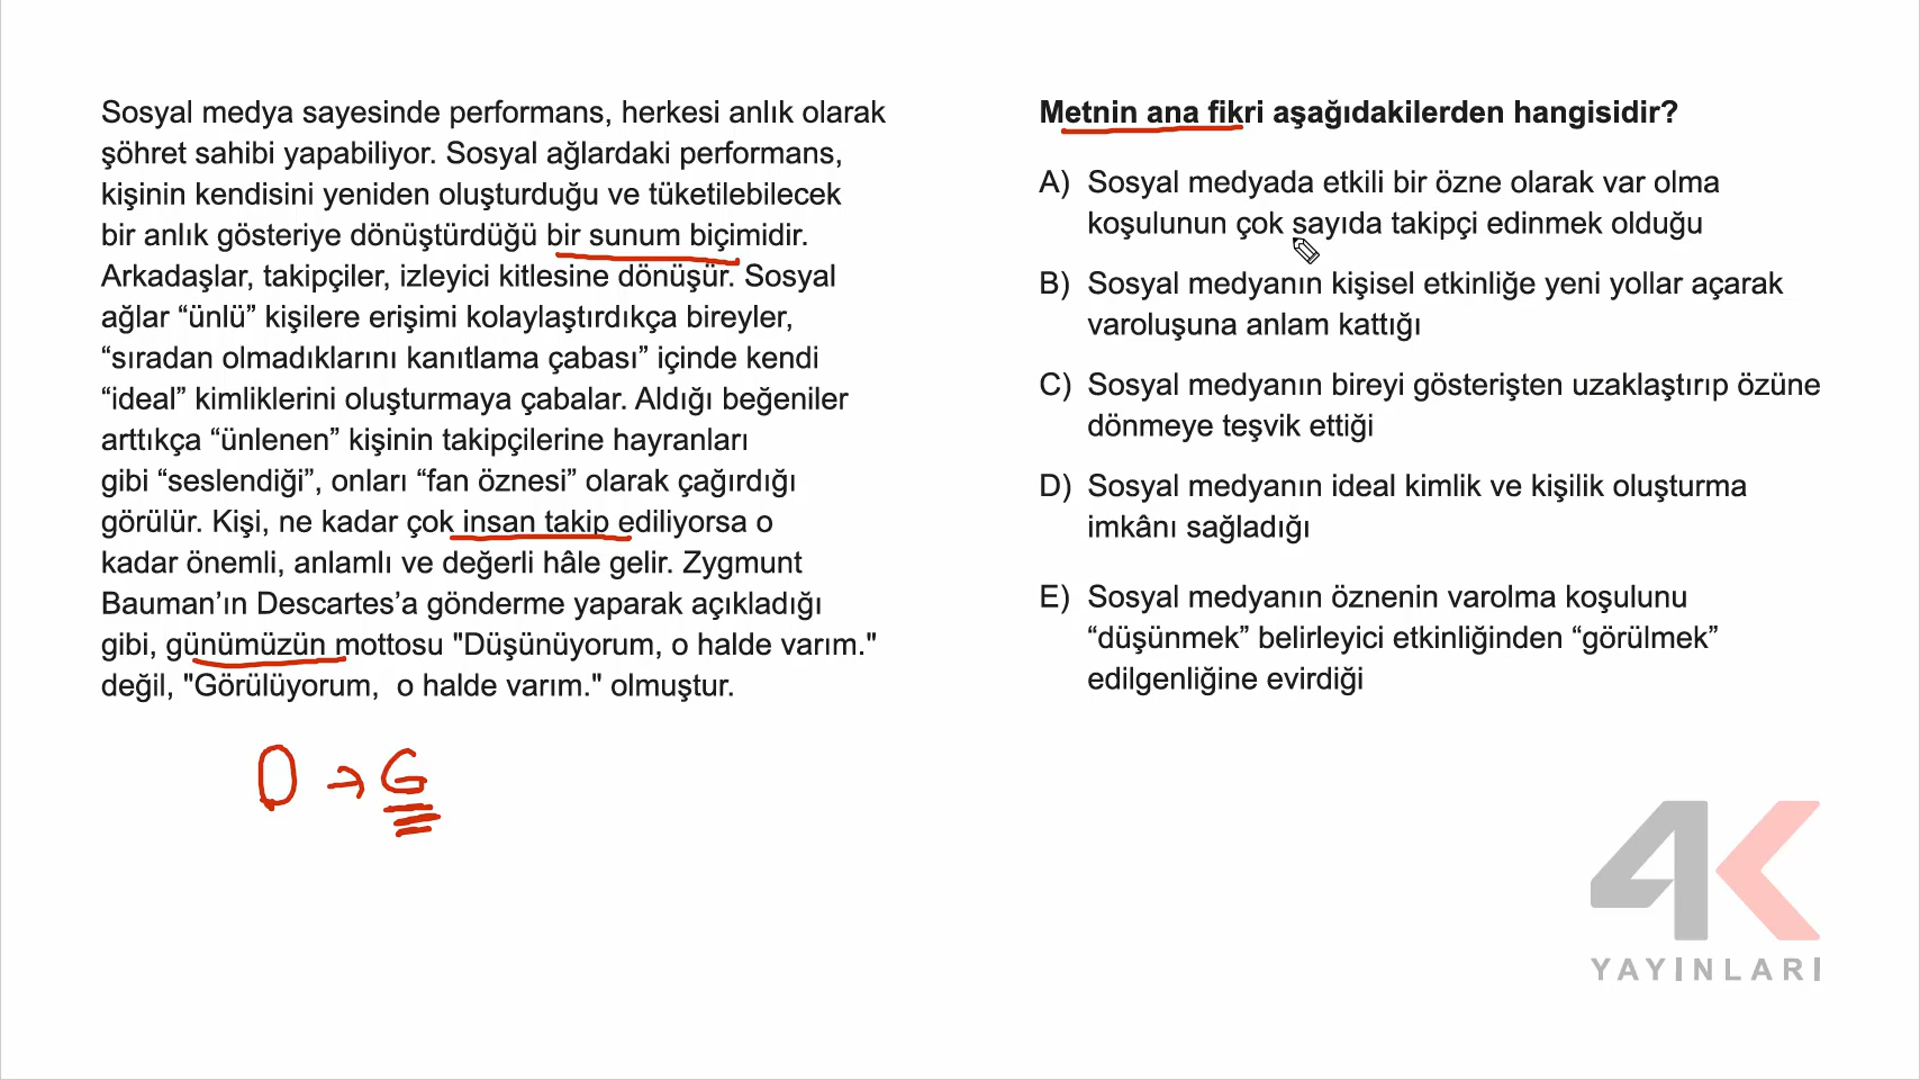 Sosyal medya sayesinde performans, herkesi anlık olarak
şöhret sahibi yapabiliyor. Sosyal ağlardaki performans,
kişinin kendisini yeniden oluşturduğu ve tüketilebilecek
bir anlık gösteriye dönüştürdüğü bir sunum biçimidir.
Arkadaşlar, takipçiler, izleyici kitlesine dönüşür. Sosyal
ağlar “ünlü” kişilere erişimi kolaylaştırdıkça bireyler,
“sıradan olmadıklarını kanıtlama çabası” içinde kendi
“ideal” kimliklerini oluşturmaya çabalar. Aldığı beğeniler
arttıkça “ünlenen” kişinin takipçilerine hayranları
gibi “seslendiği”, onları “fan öznesi” olarak çağırdığı
görülür. Kişi, ne kadar çok insan takip ediliyorsa o
kadar önemli, anlamlı ve değerli hâle gelir. Zygmunt
Bauman’ın Descartes’a gönderme yaparak açıkladığı
gibi, günümüzün mottosu "Düşünüyorum, o halde varım."
değil, "Görülüyorum, o halde varım." olmuştur.
D → G
Metnin ana fikri aşağıdakilerden hangisidir?
A) Sosyal medyada etkili bir özne olarak var olma
koşulunun çok sayıda takipçi edinmek olduğu
B) Sosyal medyanın kişisel etkinliğe yeni yollar açarak
varoluşuna anlam kattığı
C) Sosyal medyanın bireyi gösterişten uzaklaştırıp özüne
dönmeye teşvik ettiği
D) Sosyal medyanın ideal kimlik ve kişilik oluşturma
imkânı sağladığı
E) Sosyal medyanın öznenin varolma koşulunu
“düşünmek” belirleyici etkinliğinden “görülmek”
edilgenliğine evirdiği
4K
YAYINLARI